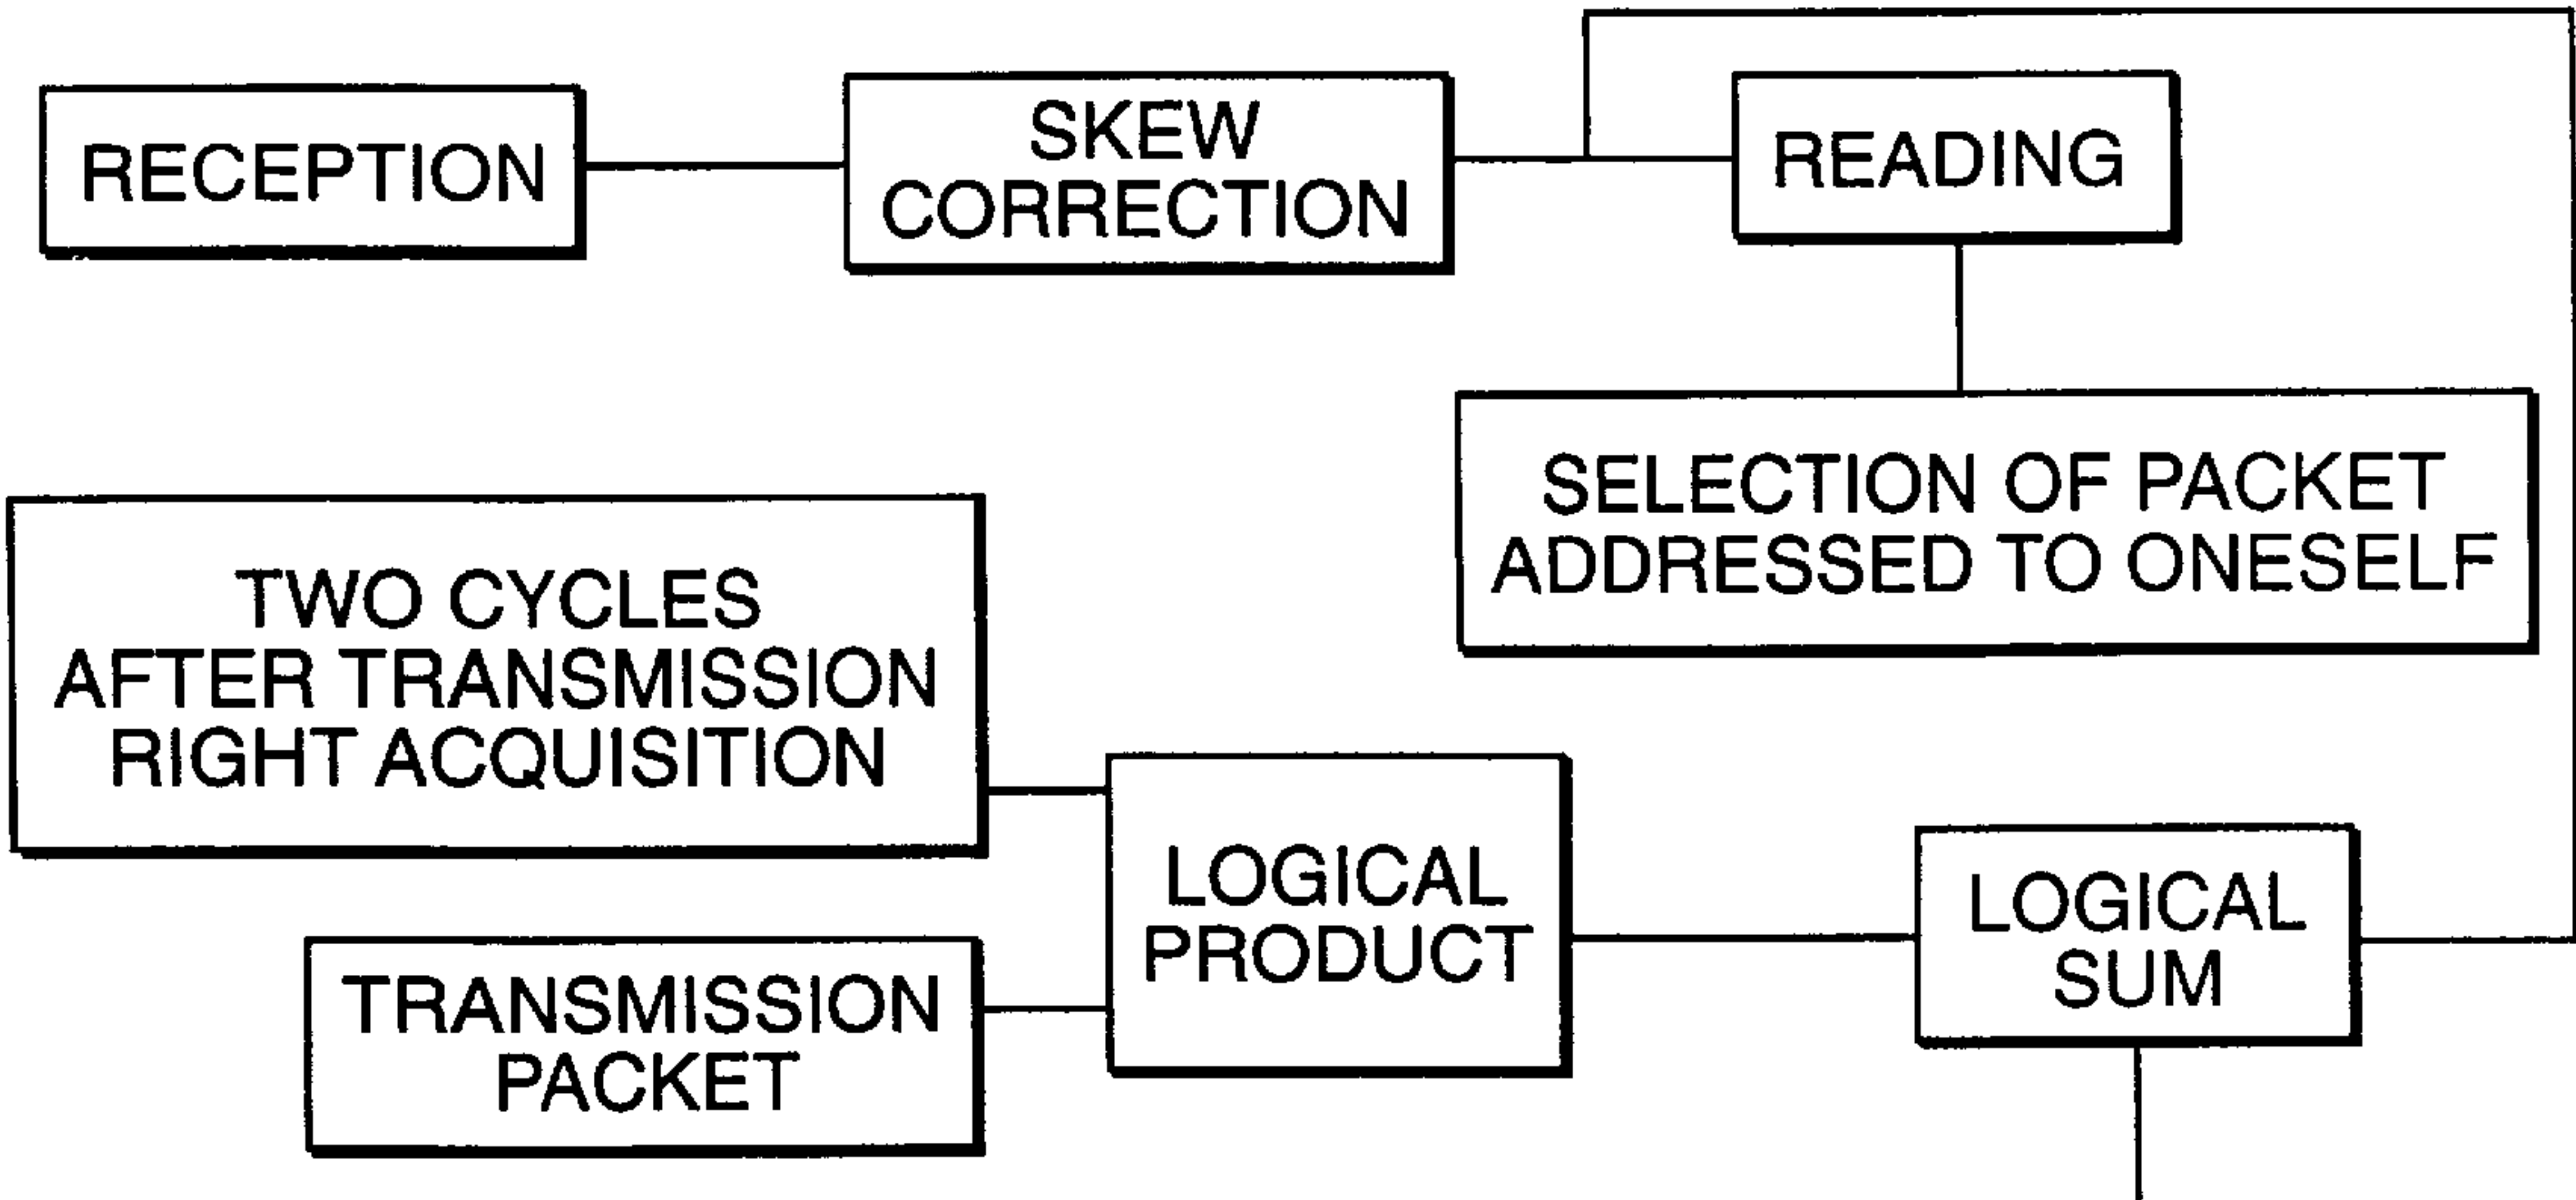 RECEPTION
SKEW
CORRECTION
READING
SELECTION OF PACKET
ADDRESSED TO ONESELF
TWO CYCLES
AFTER TRANSMISSION
RIGHT ACQUISITION
LOGICAL
PRODUCT
LOGICAL
SUM
TRANSMISSION
PACKET